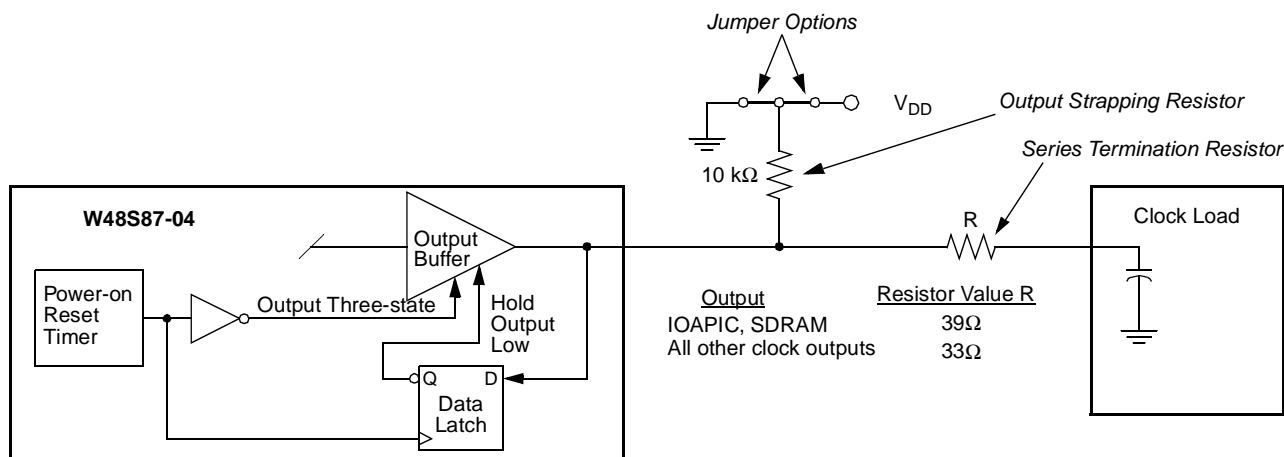 Jumper Options
V_DD
Output Strapping Resistor
Series Termination Resistor
10 kΩ
R
Clock Load
W48S87-04
Output
Buffer
Power-on
Reset
Timer
Output Three-state
Hold
Output
Low
Q D
Data
Latch
Output Resistor Value R
IOAPIC, SDRAM 39Ω
All other clock outputs 33Ω